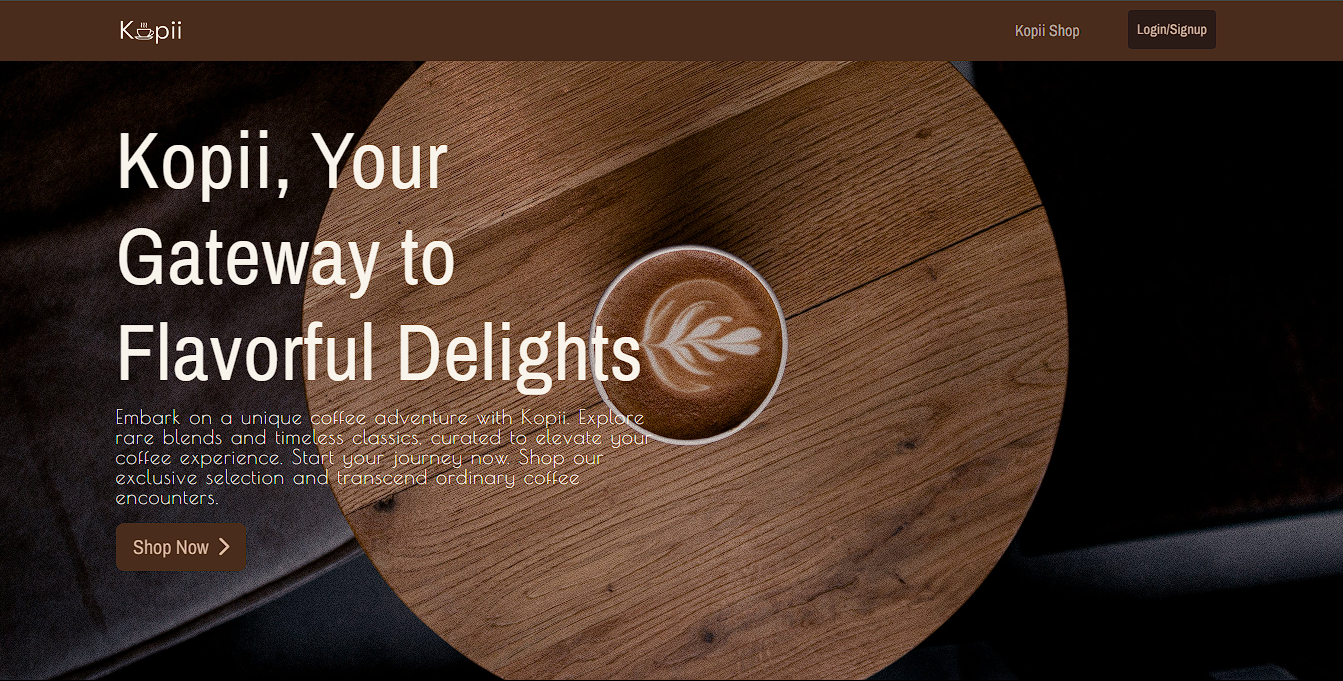 Kopii
Kopii Shop
Login/Signup
Kopii, Your
Gateway to
Flavorful Delights
Embark on a unique coffee adventure with Kopii. Explore
rare blends and timeless classics, curated to elevate your
coffee experience. Start your journey now. Shop our
exclusive selection and transcend ordinary coffee
encounters.
Shop Now